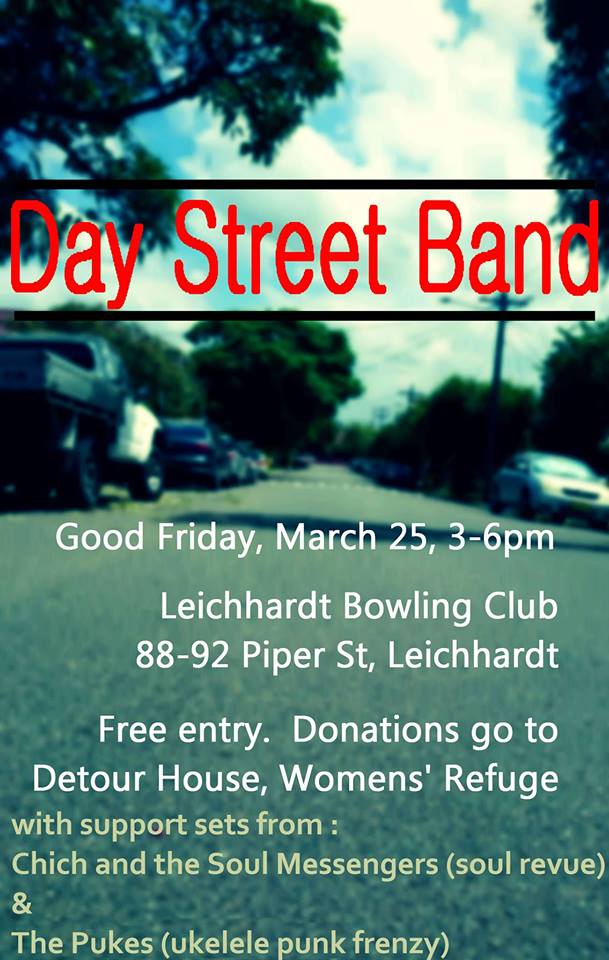 Day Street Band
Good Friday, March 25, 3-6pm
Leichhardt Bowling Club
88-92 Piper St, Leichhardt
Free entry.  Donations go to
Detour House, Womens' Refuge
with support sets from :
Chich and the Soul Messengers (soul revue)
&
The Pukes (ukelele punk frenzy)